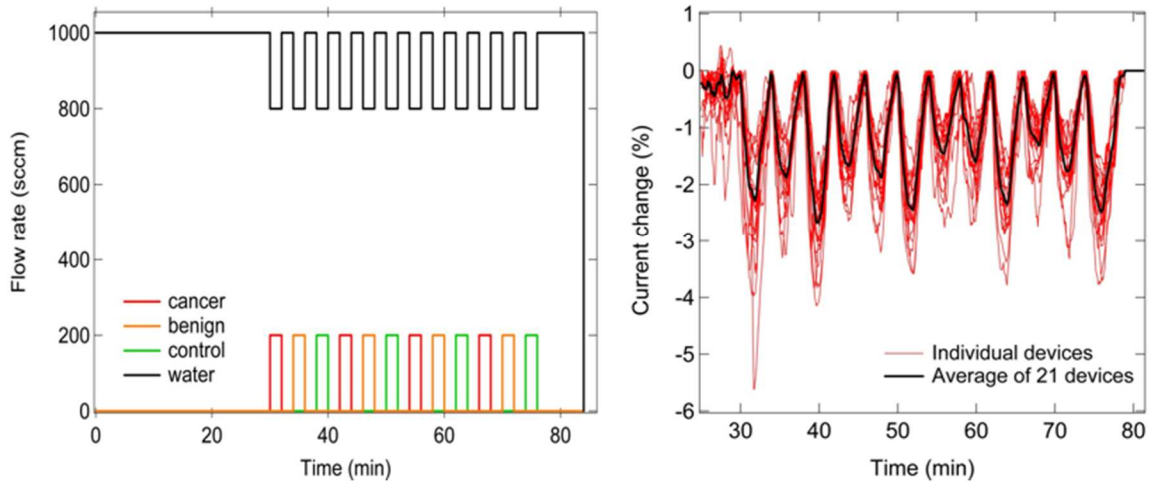 1000
800
600
400
200
0
Flow rate (sccm)
cancer
benign
control
water
0 20 40 60 80
Time (min)
1
0
-1
-2
-3
-4
-5
-6
Current change (%)
Individual devices
Average of 21 devices
30 40 50 60 70 80
Time (min)